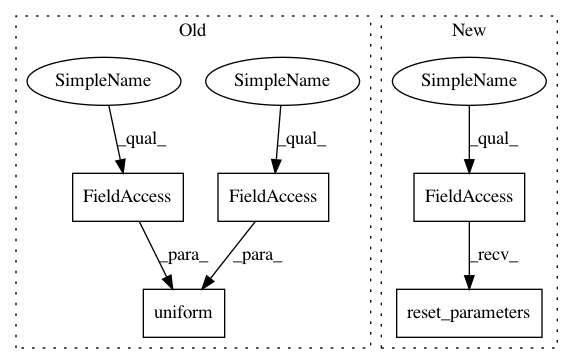 Old
New
SimpleName
SimpleName
SimpleName
_qual_
_qual_
_qual_
FieldAccess
FieldAccess
FieldAccess
_para_
_para_
_recv_
uniform
reset_parameters